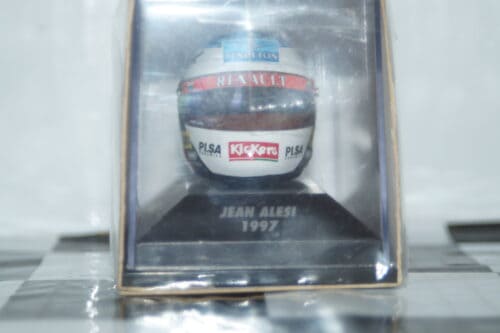 RENAULT
PLSA Kickers PLSA
JEAN ALESI
1997